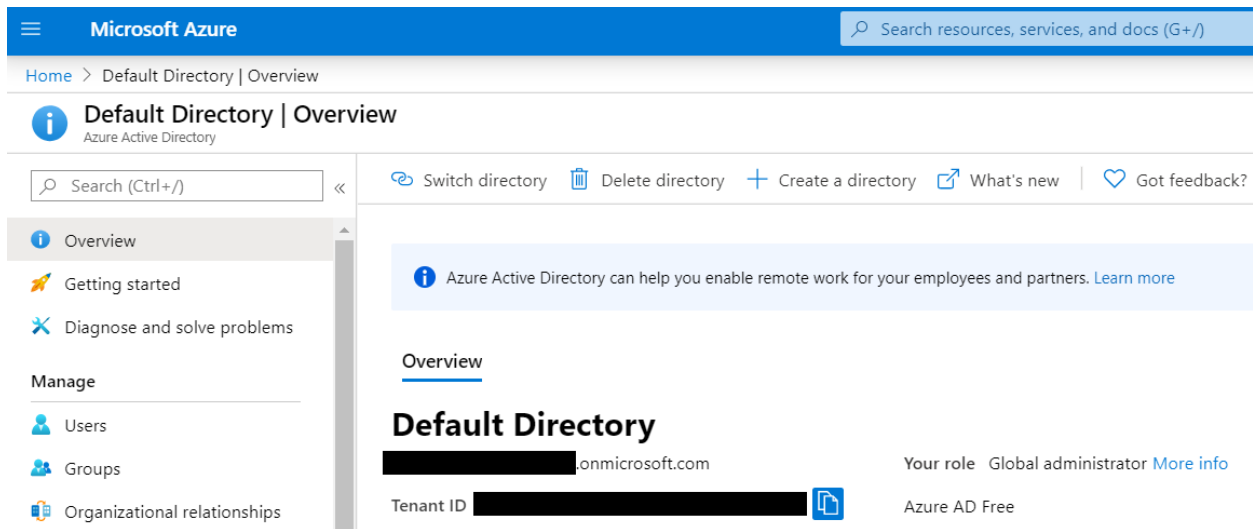 Microsoft Azure
Search resources, services, and docs (G+/)
Home > Default Directory | Overview
Default Directory | Overview
Azure Active Directory
Search (Ctrl+/)
«
Switch directory
Delete directory
Create a directory
What's new
Got feedback?
Overview
Getting started
Diagnose and solve problems
Manage
Users
Groups
Organizational relationships
Azure Active Directory can help you enable remote work for your employees and partners. Learn more
Overview
Default Directory
.onmicrosoft.com
Your role Global administrator More info
Tenant ID
Azure AD Free